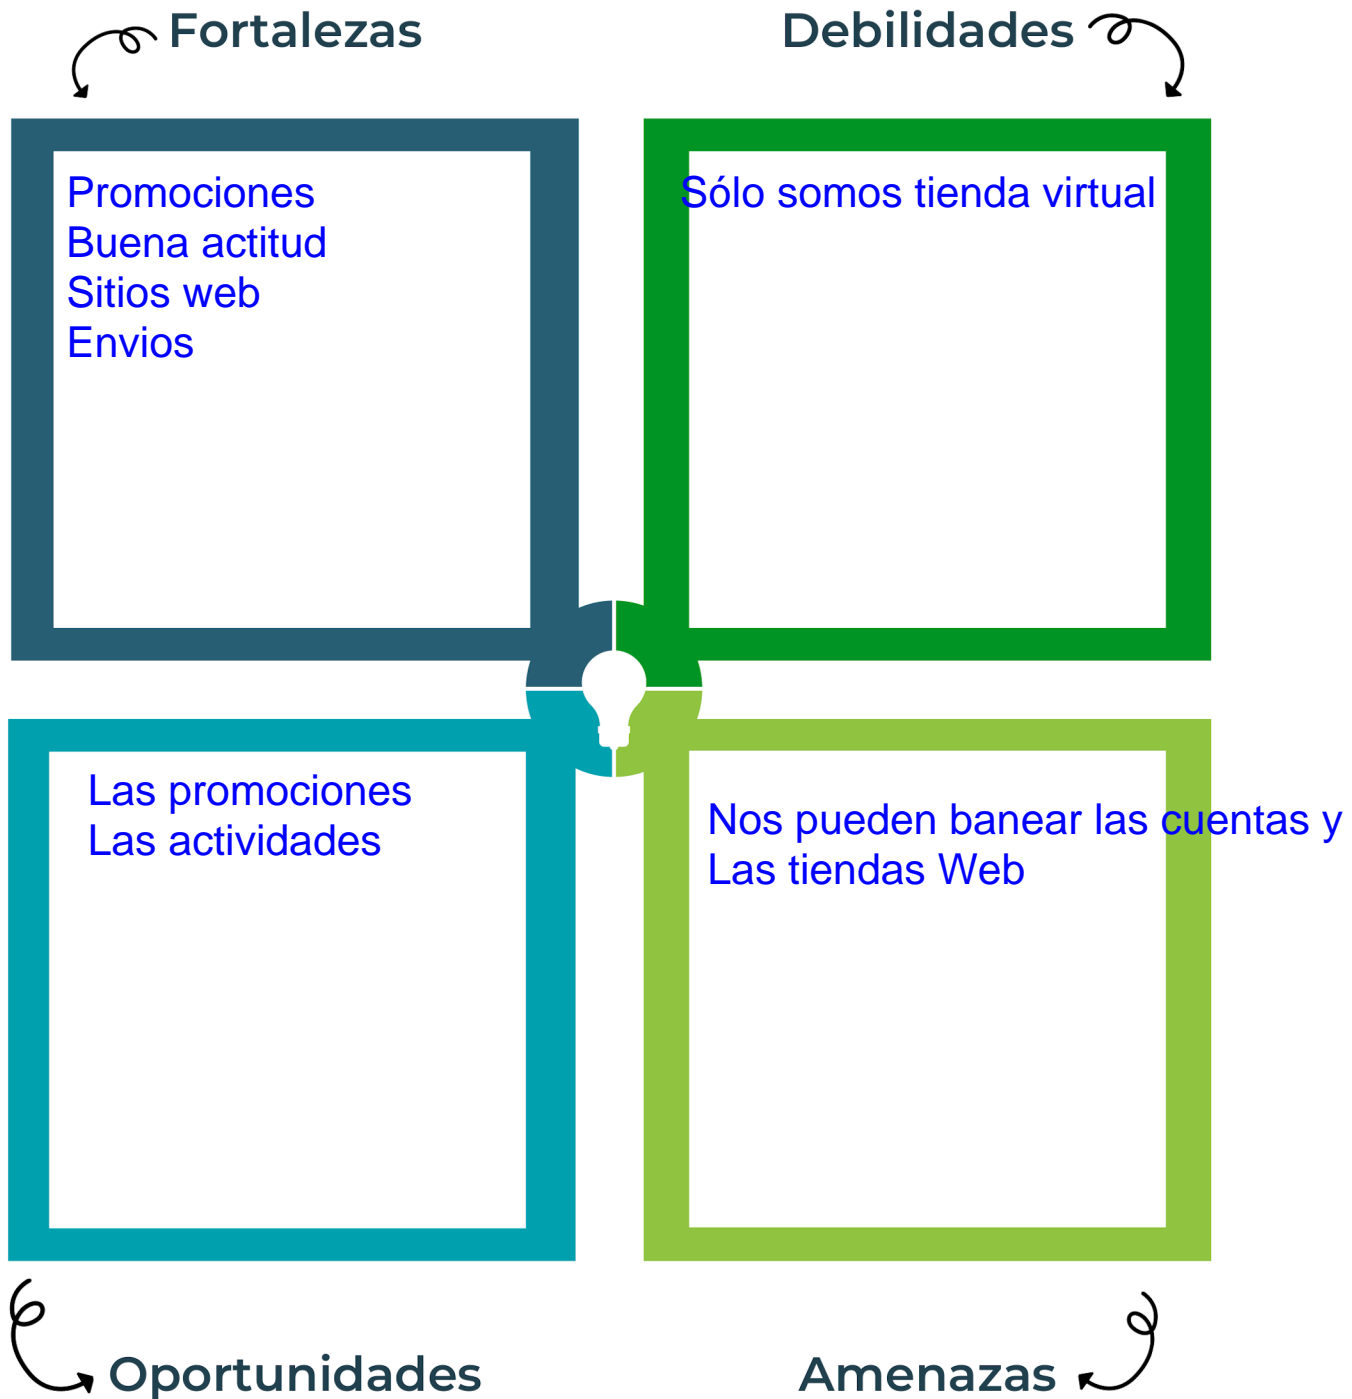 Fortalezas
Promociones
Buena actitud
Sitios web
Envios
Debilidades
Sólo somos tienda virtual
Las promociones
Las actividades
Oportunidades
Nos pueden banear las cuentas y
Las tiendas Web
Amenazas